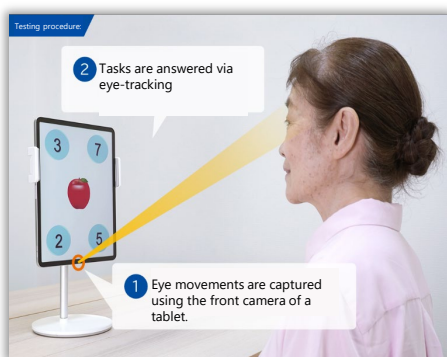 Testing procedure:
2 Tasks are answered via
eye-tracking
3 7
2 5
1 Eye movements are captured
using the front camera of a
tablet.